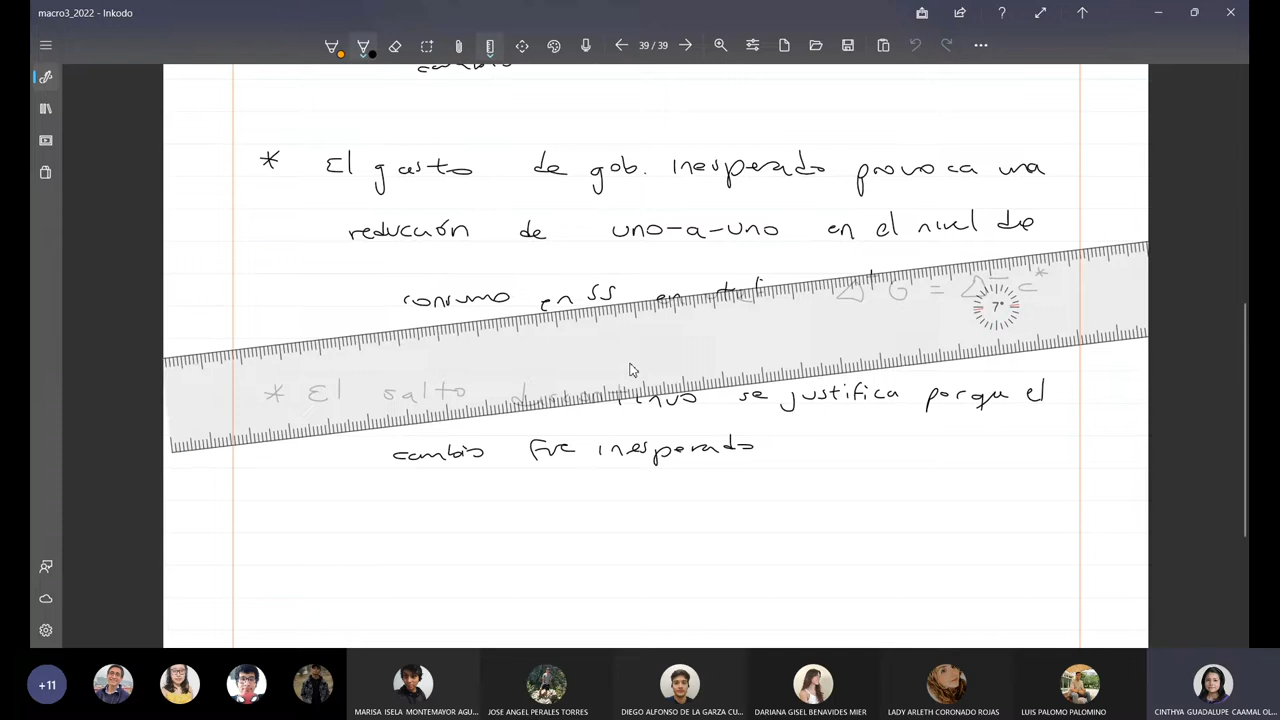 macro3_2022 - Inkodo
39 / 39
cambio
* El gasto de gob. inesperado provoca una
reducción de uno-a-uno en el nivel de
consumo en SS en Δ G = Δ c*
7°
* El salto se justifica porque el
cambio fue inesperado
+11
MARISA ISELA MONTEMAYOR AGU...
JOSE ANGEL PERALES TORRES
DIEGO ALFONSO DE LA GARZA CU...
DARIANA GISEL BENAVIDES MIER
LADY ARLETH CORONADO ROJAS
LUIS PALOMO PALOMINO
CINTHYA GUADALUPE CAAMAL OL...